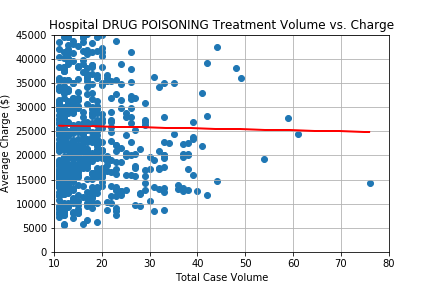 Hospital DRUG POISONING Treatment Volume vs. Charge
45000
40000
35000
30000
25000
20000
15000
10000
5000
0
Average Charge ($)
10 20 30 40 50 60 70 80
Total Case Volume